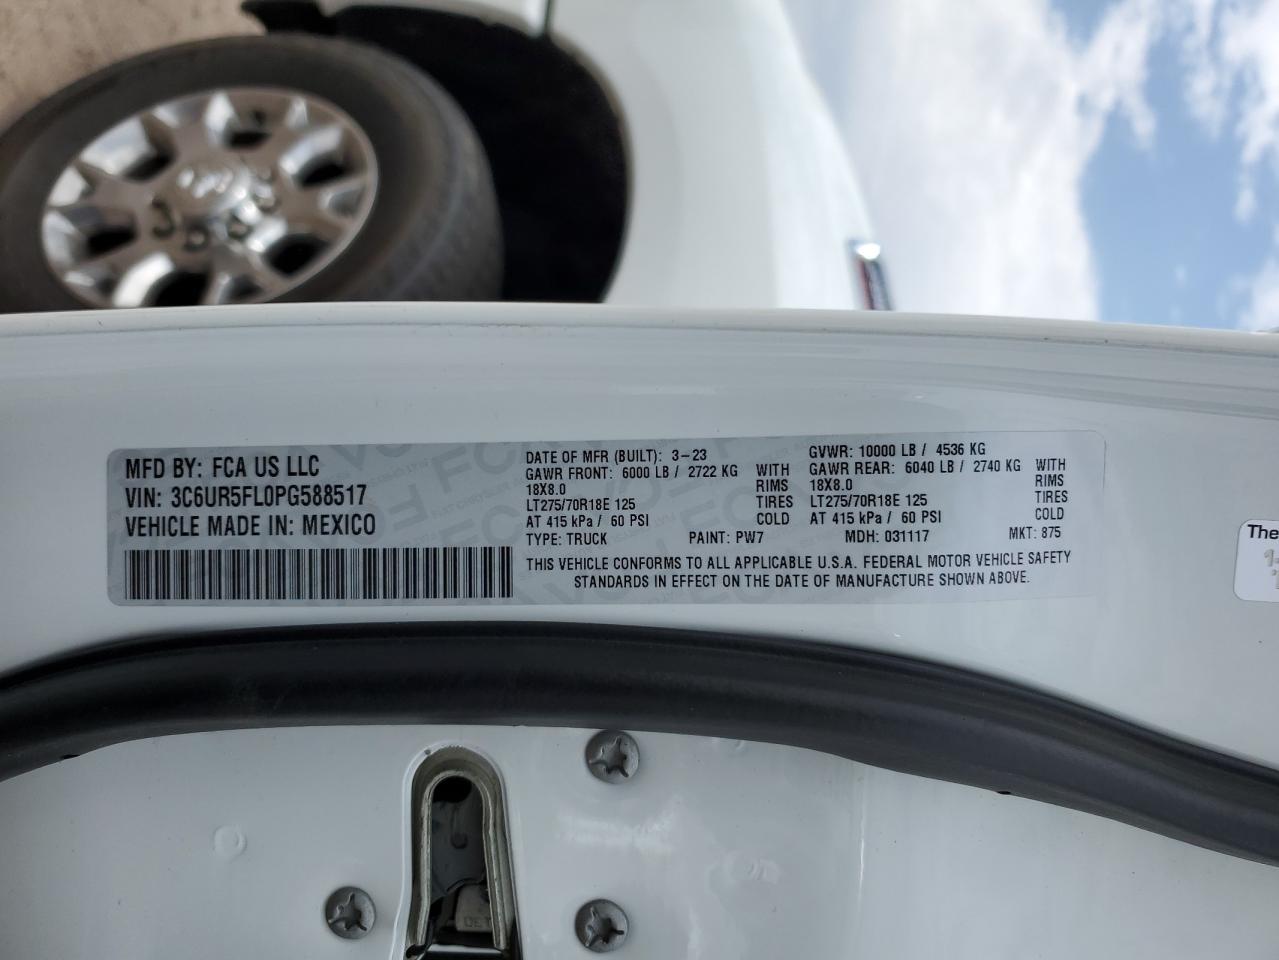 MFD BY: FCA US LLC
VIN: 3C6UR5FL0PG588517
VEHICLE MADE IN: MEXICO
DATE OF MFR (BUILT): 3-23
GAWR FRONT: 6000 LB / 2722 KG WITH
18X8.0 RIMS
LT275/70R18E 125 TIRES
AT 415 kPa / 60 PSI COLD
GVWR: 10000 LB / 4536 KG
GAWR REAR: 6040 LB / 2740 KG WITH
18X8.0 RIMS
LT275/70R18E 125 TIRES
AT 415 kPa / 60 PSI COLD
TYPE: TRUCK PAINT: PW7 MDH: 031117 MKT: 875
THIS VEHICLE CONFORMS TO ALL APPLICABLE U.S.A. FEDERAL MOTOR VEHICLE SAFETY
STANDARDS IN EFFECT ON THE DATE OF MANUFACTURE SHOWN ABOVE.
The